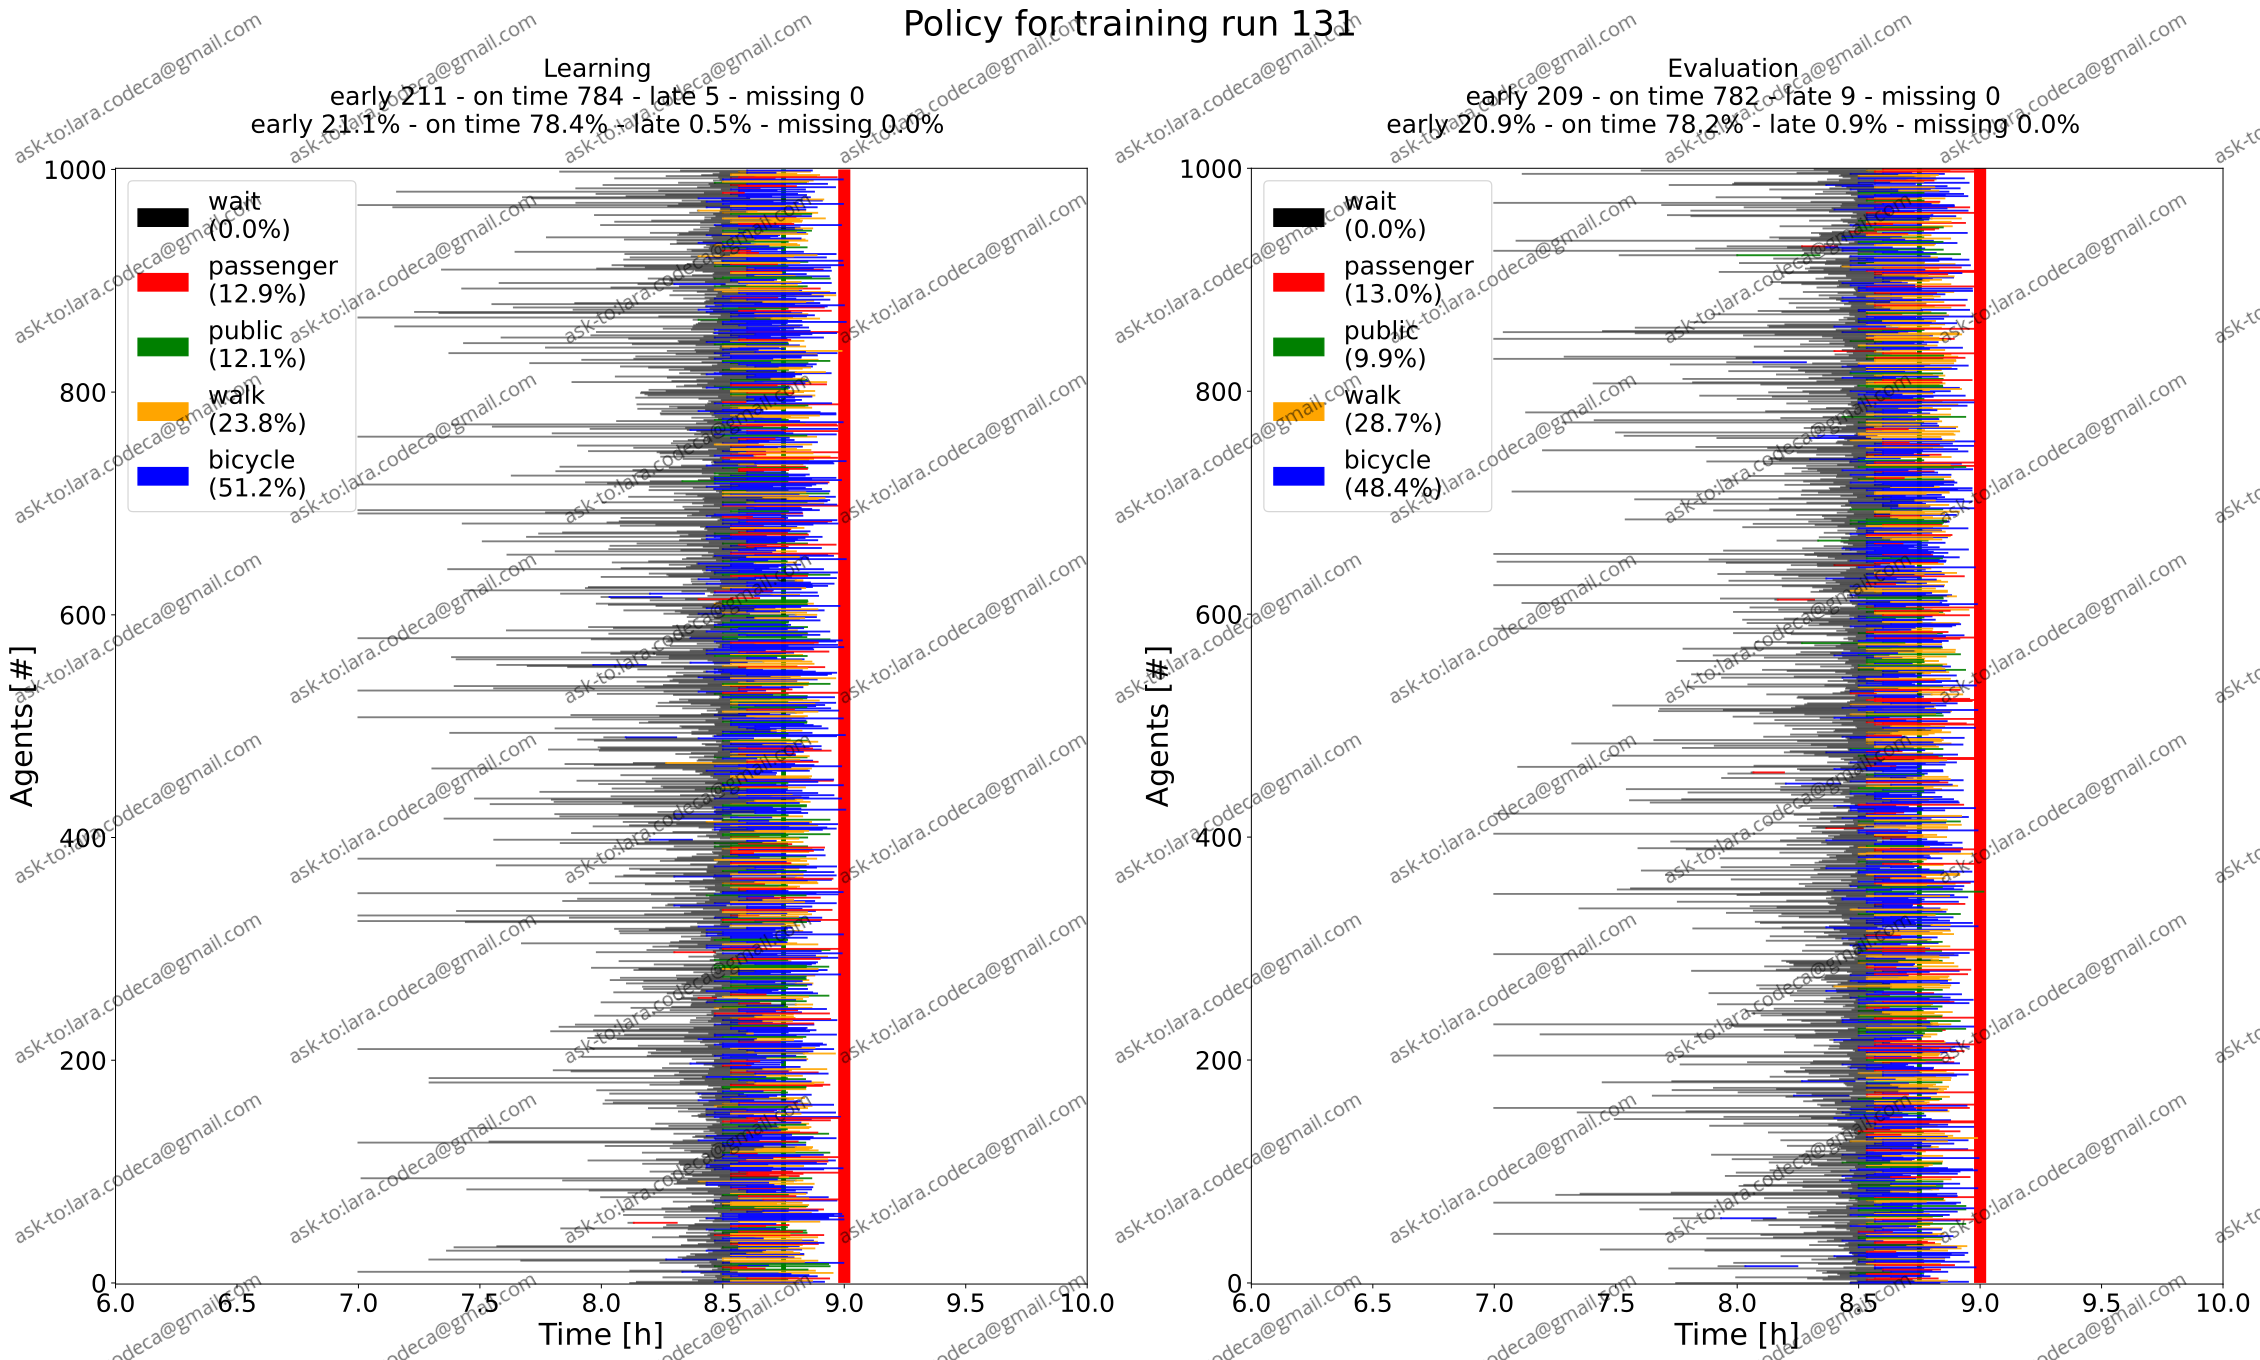 Policy for training run 131
Learning
early 211 - on time 784 - late 5 - missing 0
early 21.1% - on time 78.4% - late 0.5% - missing 0.0%
Agents [#]
1000
800
600
400
200
0
wait
(0.0%)
passenger
(12.9%)
public
(12.1%)
walk
(23.8%)
bicycle
(51.2%)
6.0 6.5 7.0 7.5 8.0 8.5 9.0 9.5 10.0
Time [h]
Evaluation
early 209 - on time 782 - late 9 - missing 0
early 20.9% - on time 78.2% - late 0.9% - missing 0.0%
Agents [#]
1000
800
600
400
200
0
wait
(0.0%)
passenger
(13.0%)
public
(9.9%)
walk
(28.7%)
bicycle
(48.4%)
6.0 6.5 7.0 7.5 8.0 8.5 9.0 9.5 10.0
Time [h]
ask-to:lara.codeca@gmail.com